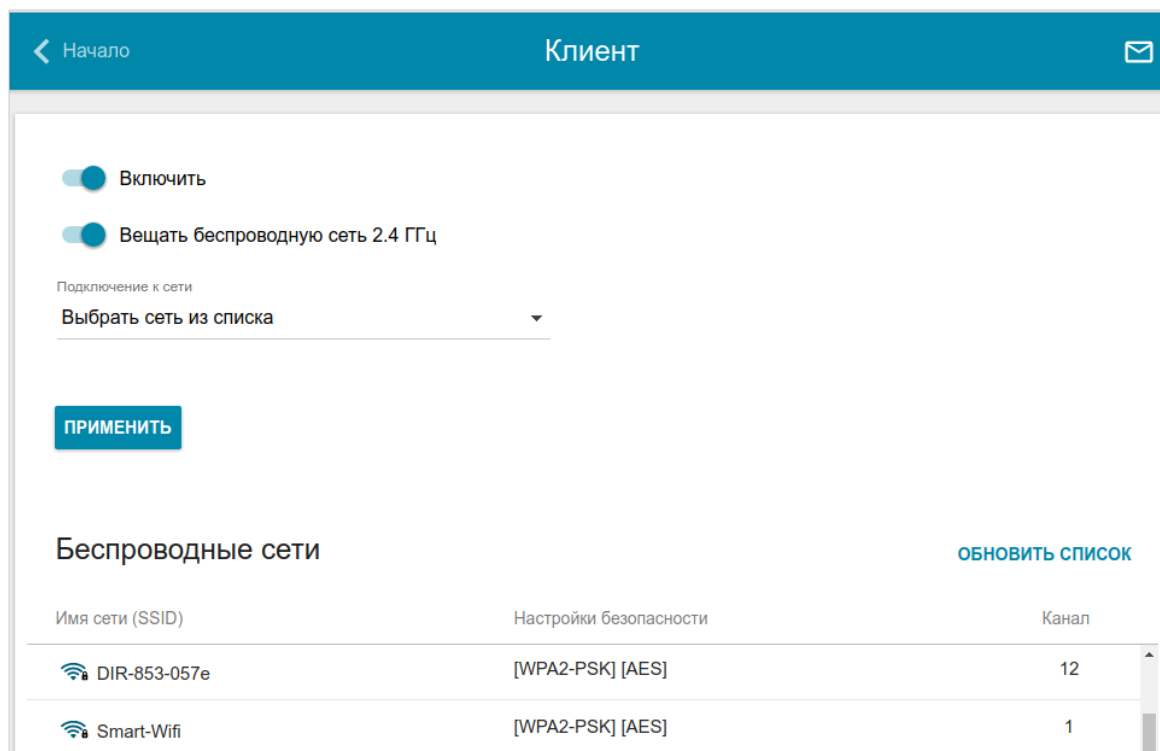 Начало Клиент
Включить
Вещать беспроводную сеть 2.4 ГГц
Подключение к сети
Выбрать сеть из списка
ПРИМЕНИТЬ
Беспроводные сети ОБНОВИТЬ СПИСОК
Имя сети (SSID) Настройки безопасности Канал
DIR-853-057e [WPA2-PSK] [AES] 12
Smart-Wifi [WPA2-PSK] [AES] 1